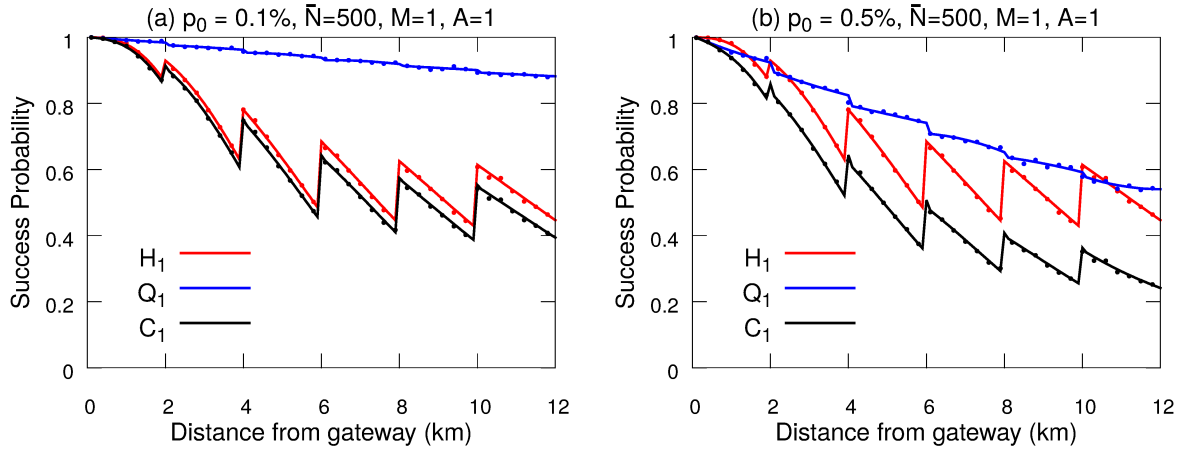 (a) p₀ = 0.1%, N̄=500, M=1, A=1
Success Probability
1
0.8
0.6
0.4
0.2
0
H₁
Q₁
C₁
0 2 4 6 8 10 12
Distance from gateway (km)
(b) p₀ = 0.5%, N̄=500, M=1, A=1
Success Probability
1
0.8
0.6
0.4
0.2
0
H₁
Q₁
C₁
0 2 4 6 8 10 12
Distance from gateway (km)